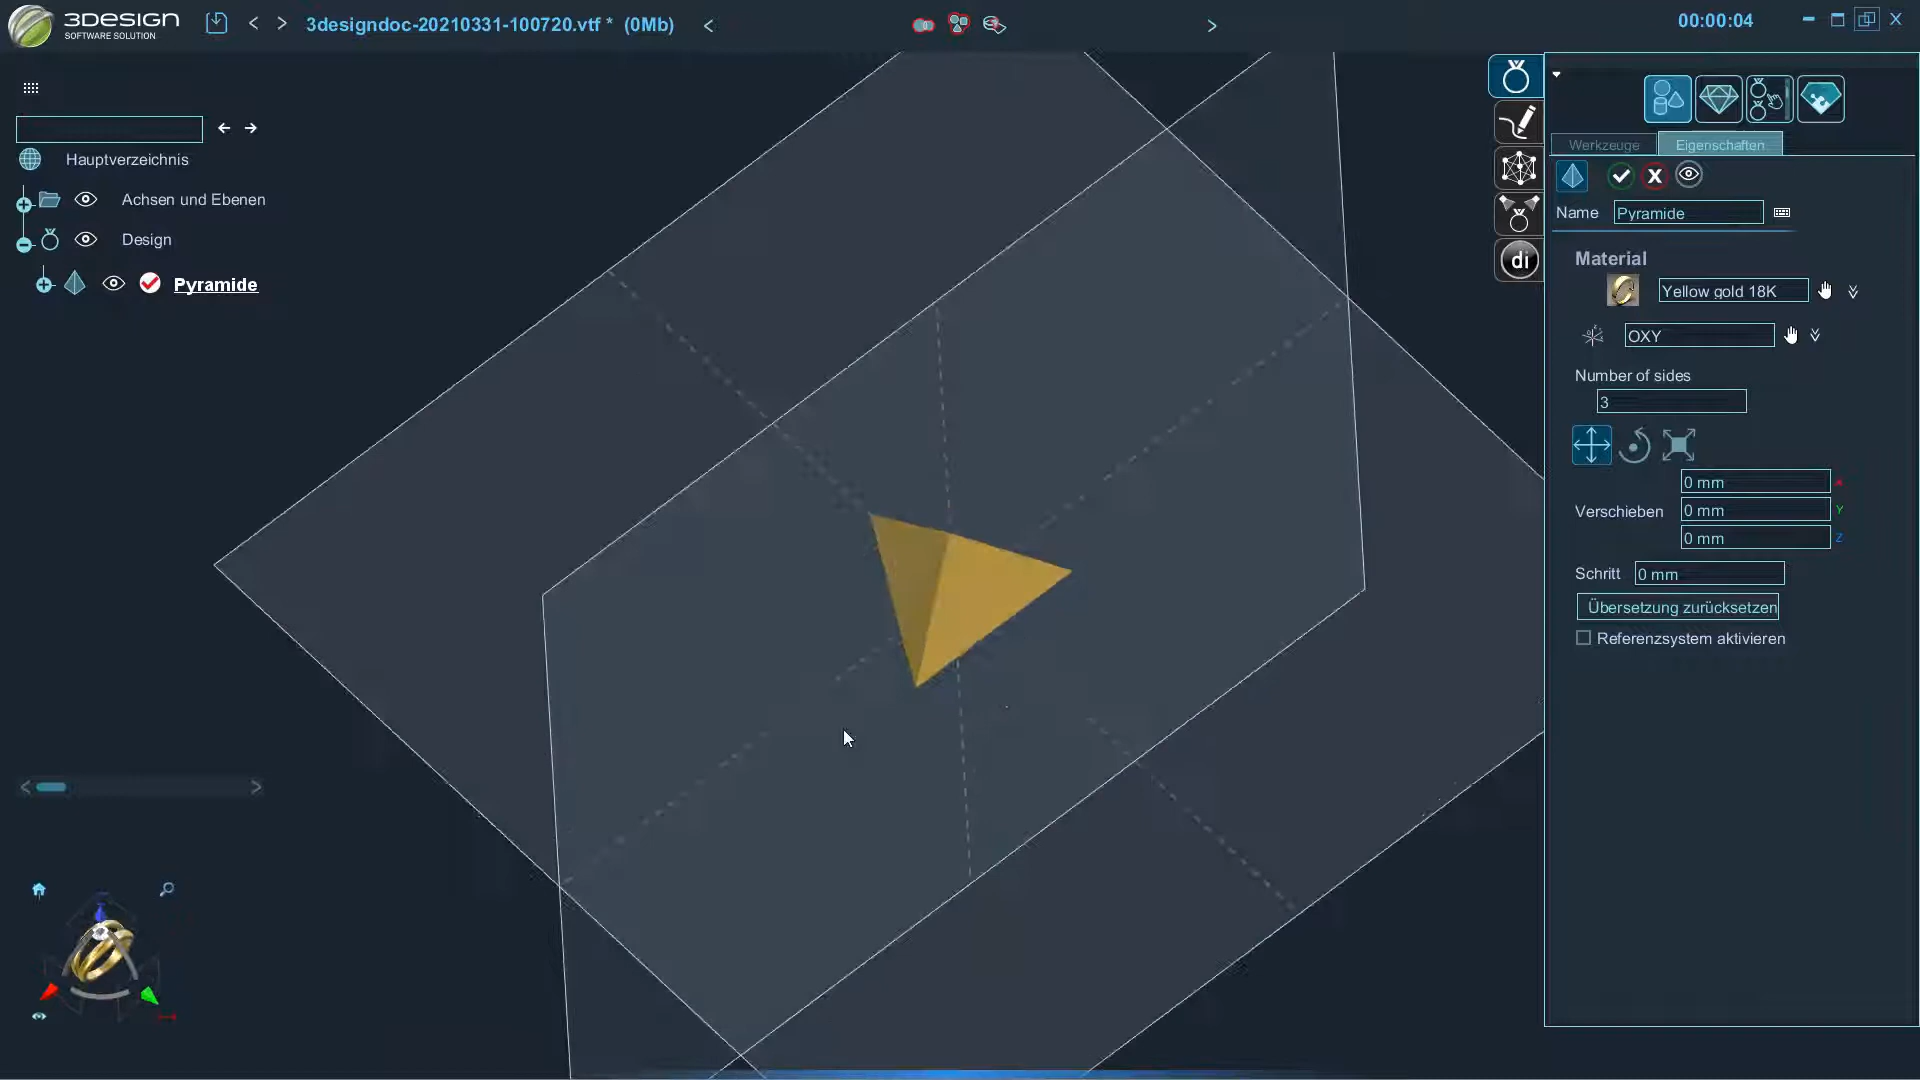 3DESIGN
SOFTWARE SOLUTION
3designdoc-20210331-100720.vtf * (0Mb)
00:00:04
Hauptverzeichnis
Achsen und Ebenen
Design
Pyramide
di
Werkzeuge
Eigenschaften
Name
Pyramide
Material
Yellow gold 18K
OXY
Number of sides
3
0 mm X
Verschieben
0 mm Y
0 mm Z
Schritt
0 mm
Übersetzung zurücksetzen
Referenzsystem aktivieren